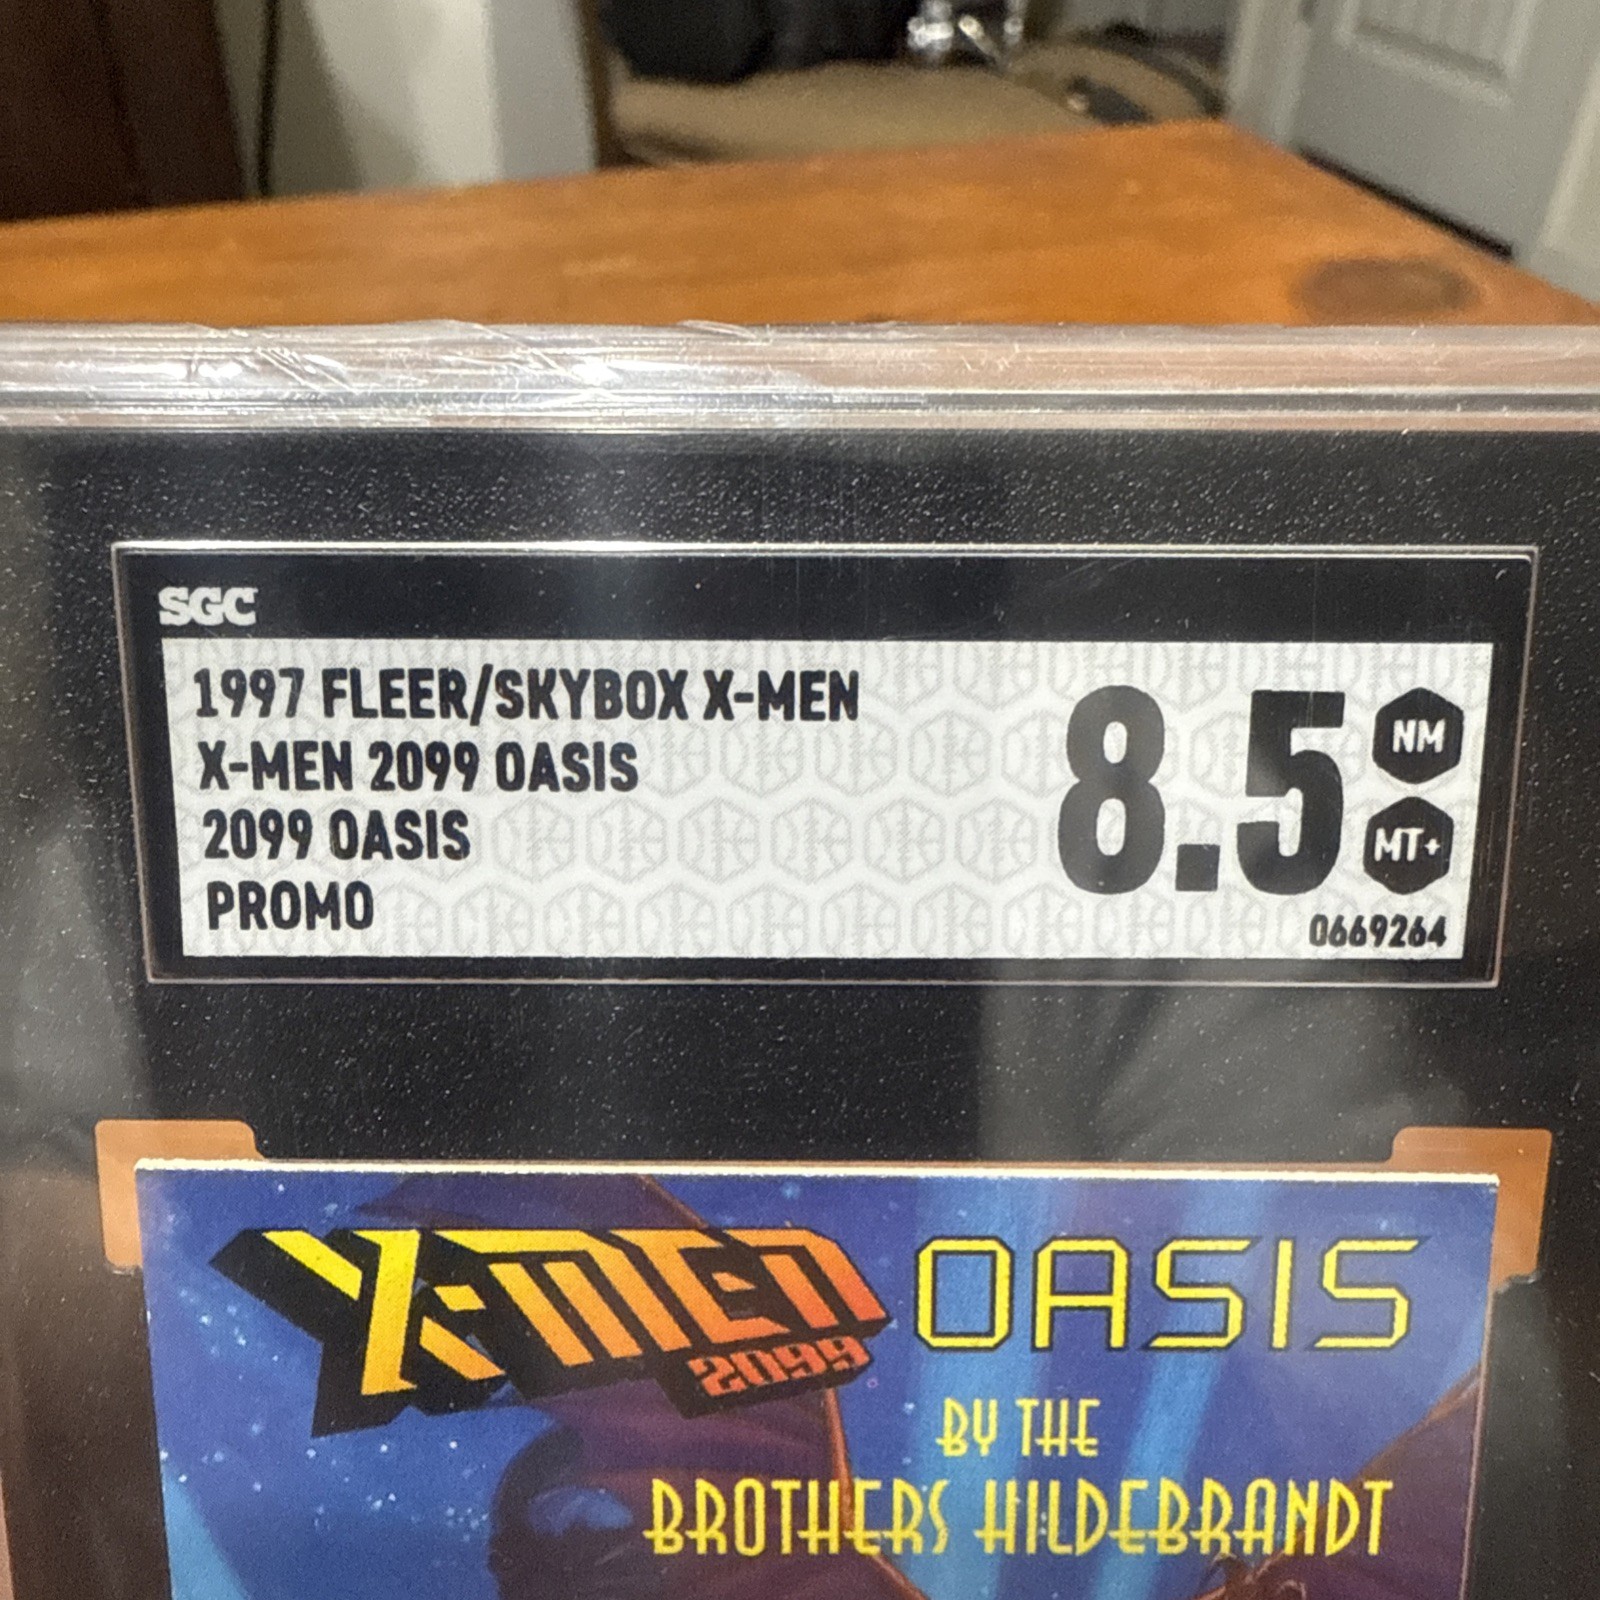 SGC
1997 FLEER/SKYBOX X-MEN
X-MEN 2099 OASIS
2099 OASIS
PROMO
8.5
NM
MT+
0669264
X-MEN
2099
OASIS
BY THE
BROTHERS HILDEBRANDT